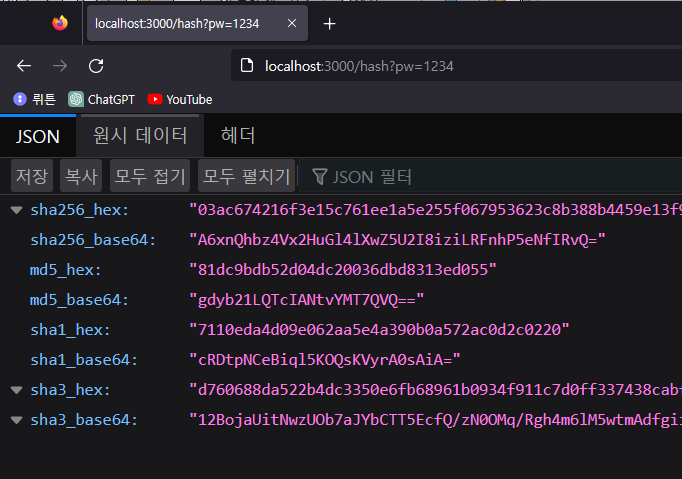 localhost:3000/hash?pw=1234
localhost:3000/hash?pw=1234
뤼튼 ChatGPT YouTube
JSON 원시 데이터 헤더
저장 복사 모두 접기 모두 펼치기 JSON 필터
sha256_hex: "03ac674216f3e15c761ee1a5e255f067953623c8b388b4459e13f9
sha256_base64: "A6xnQhbz4Vx2HuGl4lXwZ5U2I8iziLRFnhP5eNfIRvQ="
md5_hex: "81dc9bdb52d04dc20036dbd8313ed055"
md5_base64: "gdyb21LQTcIANtvYMT7QVQ=="
sha1_hex: "7110eda4d09e062aa5e4a390b0a572ac0d2c0220"
sha1_base64: "cRDtpNCeBiql5KOQsKVyrA0sAiA="
sha3_hex: "d760688da522b4dc3350e6fb68961b0934f911c7d0ff337438cabf
sha3_base64: "12BojaUitNwzUOb7aJYbCTT5EcfQ/zN0OMq/Rgh4m6lM5wtmAdfgi